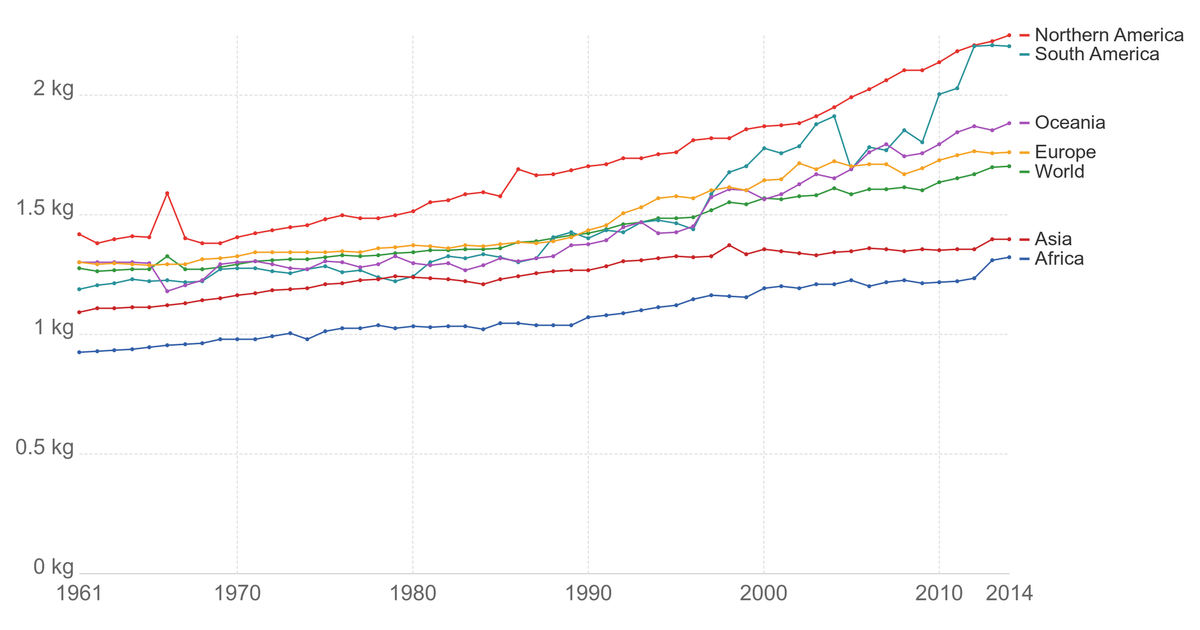 Northern America
South America
2 kg
Oceania
Europe
World
1.5 kg
Asia
Africa
1 kg
0.5 kg
0 kg
1961 1970 1980 1990 2000 2010 2014